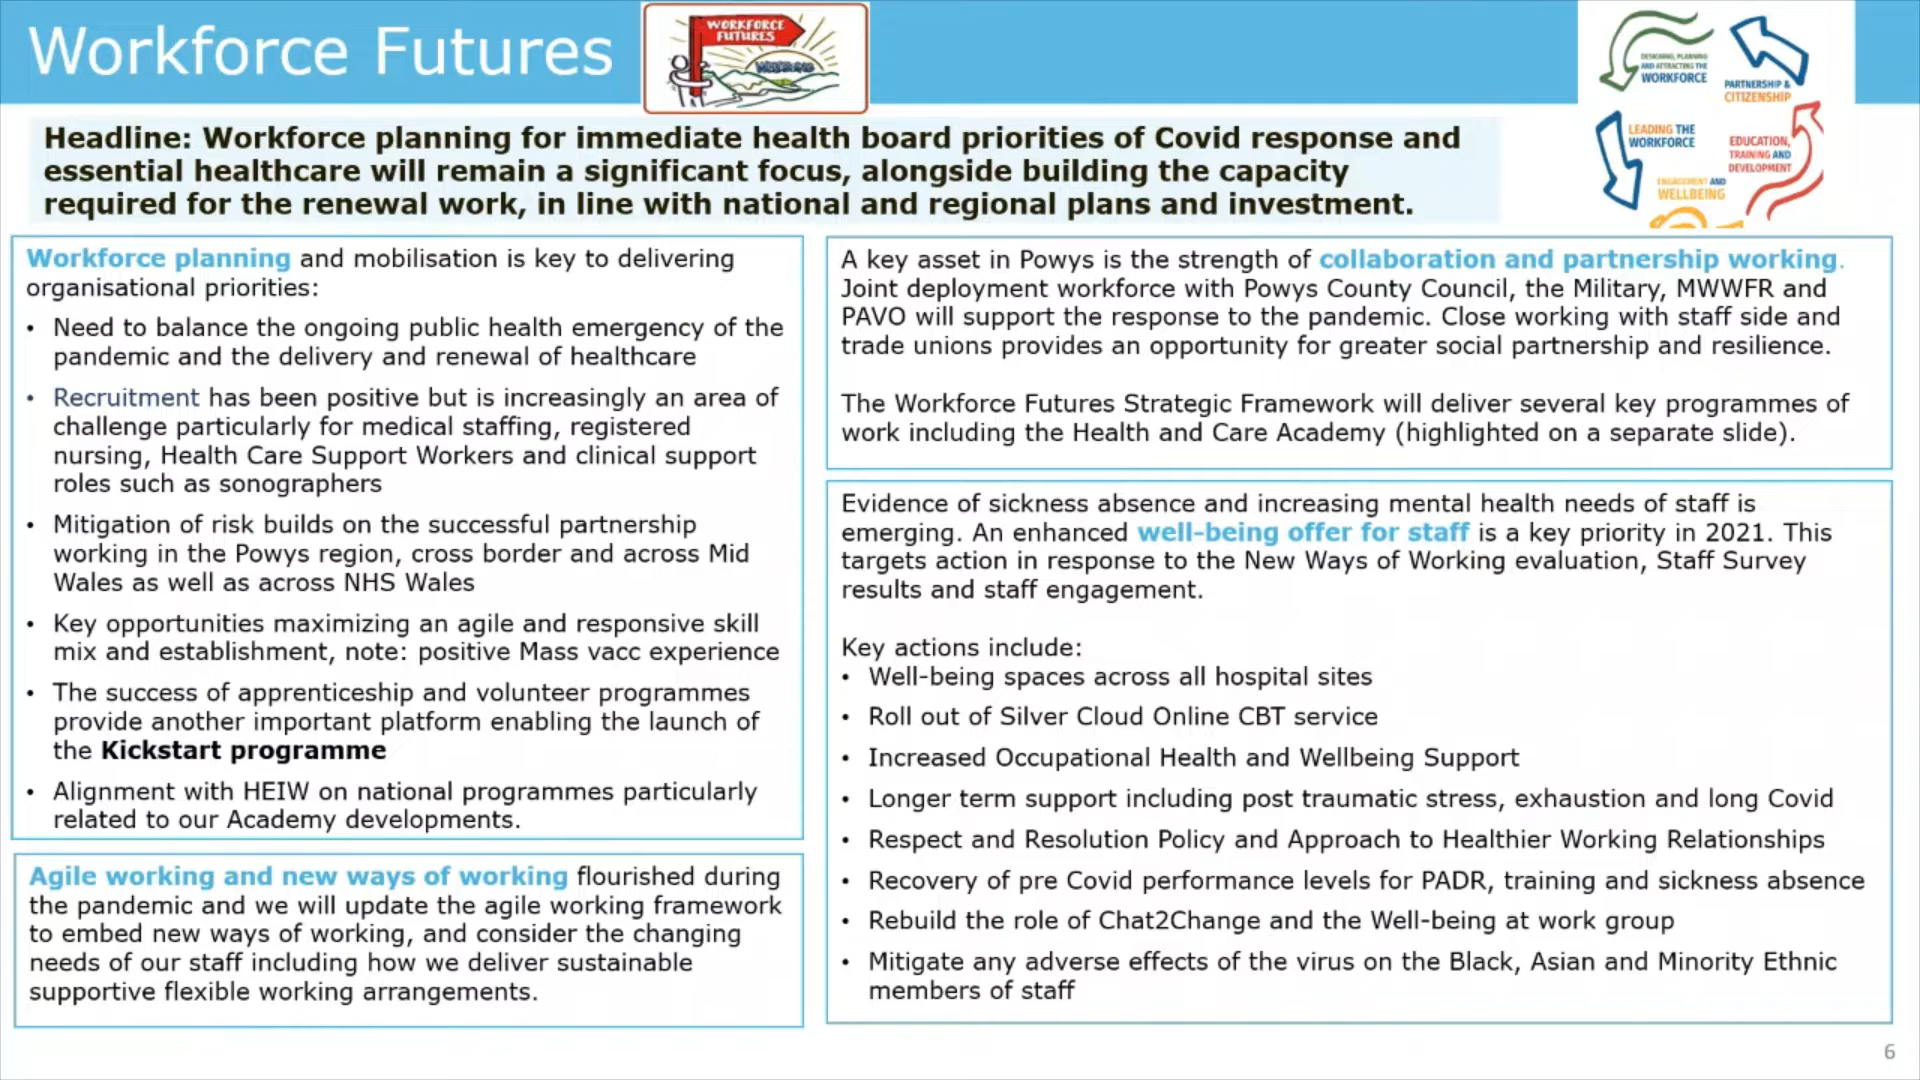 Workforce Futures
WORKFORCE
FUTURES
DESIGNING, PLANNING
AND ATTRACTING THE
WORKFORCE
PARTNERSHIP &
CITIZENSHIP
LEADING THE
WORKFORCE
EDUCATION,
TRAINING AND
DEVELOPMENT
ENGAGEMENT AND
WELLBEING
Headline: Workforce planning for immediate health board priorities of Covid response and
essential healthcare will remain a significant focus, alongside building the capacity
required for the renewal work, in line with national and regional plans and investment.
Workforce planning and mobilisation is key to delivering
organisational priorities:
• Need to balance the ongoing public health emergency of the
pandemic and the delivery and renewal of healthcare
• Recruitment has been positive but is increasingly an area of
challenge particularly for medical staffing, registered
nursing, Health Care Support Workers and clinical support
roles such as sonographers
• Mitigation of risk builds on the successful partnership
working in the Powys region, cross border and across Mid
Wales as well as across NHS Wales
• Key opportunities maximizing an agile and responsive skill
mix and establishment, note: positive Mass vacc experience
• The success of apprenticeship and volunteer programmes
provide another important platform enabling the launch of
the Kickstart programme
• Alignment with HEIW on national programmes particularly
related to our Academy developments.
Agile working and new ways of working flourished during
the pandemic and we will update the agile working framework
to embed new ways of working, and consider the changing
needs of our staff including how we deliver sustainable
supportive flexible working arrangements.
A key asset in Powys is the strength of collaboration and partnership working.
Joint deployment workforce with Powys County Council, the Military, MWWFR and
PAVO will support the response to the pandemic. Close working with staff side and
trade unions provides an opportunity for greater social partnership and resilience.
The Workforce Futures Strategic Framework will deliver several key programmes of
work including the Health and Care Academy (highlighted on a separate slide).
Evidence of sickness absence and increasing mental health needs of staff is
emerging. An enhanced well-being offer for staff is a key priority in 2021. This
targets action in response to the New Ways of Working evaluation, Staff Survey
results and staff engagement.
Key actions include:
• Well-being spaces across all hospital sites
• Roll out of Silver Cloud Online CBT service
• Increased Occupational Health and Wellbeing Support
• Longer term support including post traumatic stress, exhaustion and long Covid
• Respect and Resolution Policy and Approach to Healthier Working Relationships
• Recovery of pre Covid performance levels for PADR, training and sickness absence
• Rebuild the role of Chat2Change and the Well-being at work group
• Mitigate any adverse effects of the virus on the Black, Asian and Minority Ethnic
members of staff
6